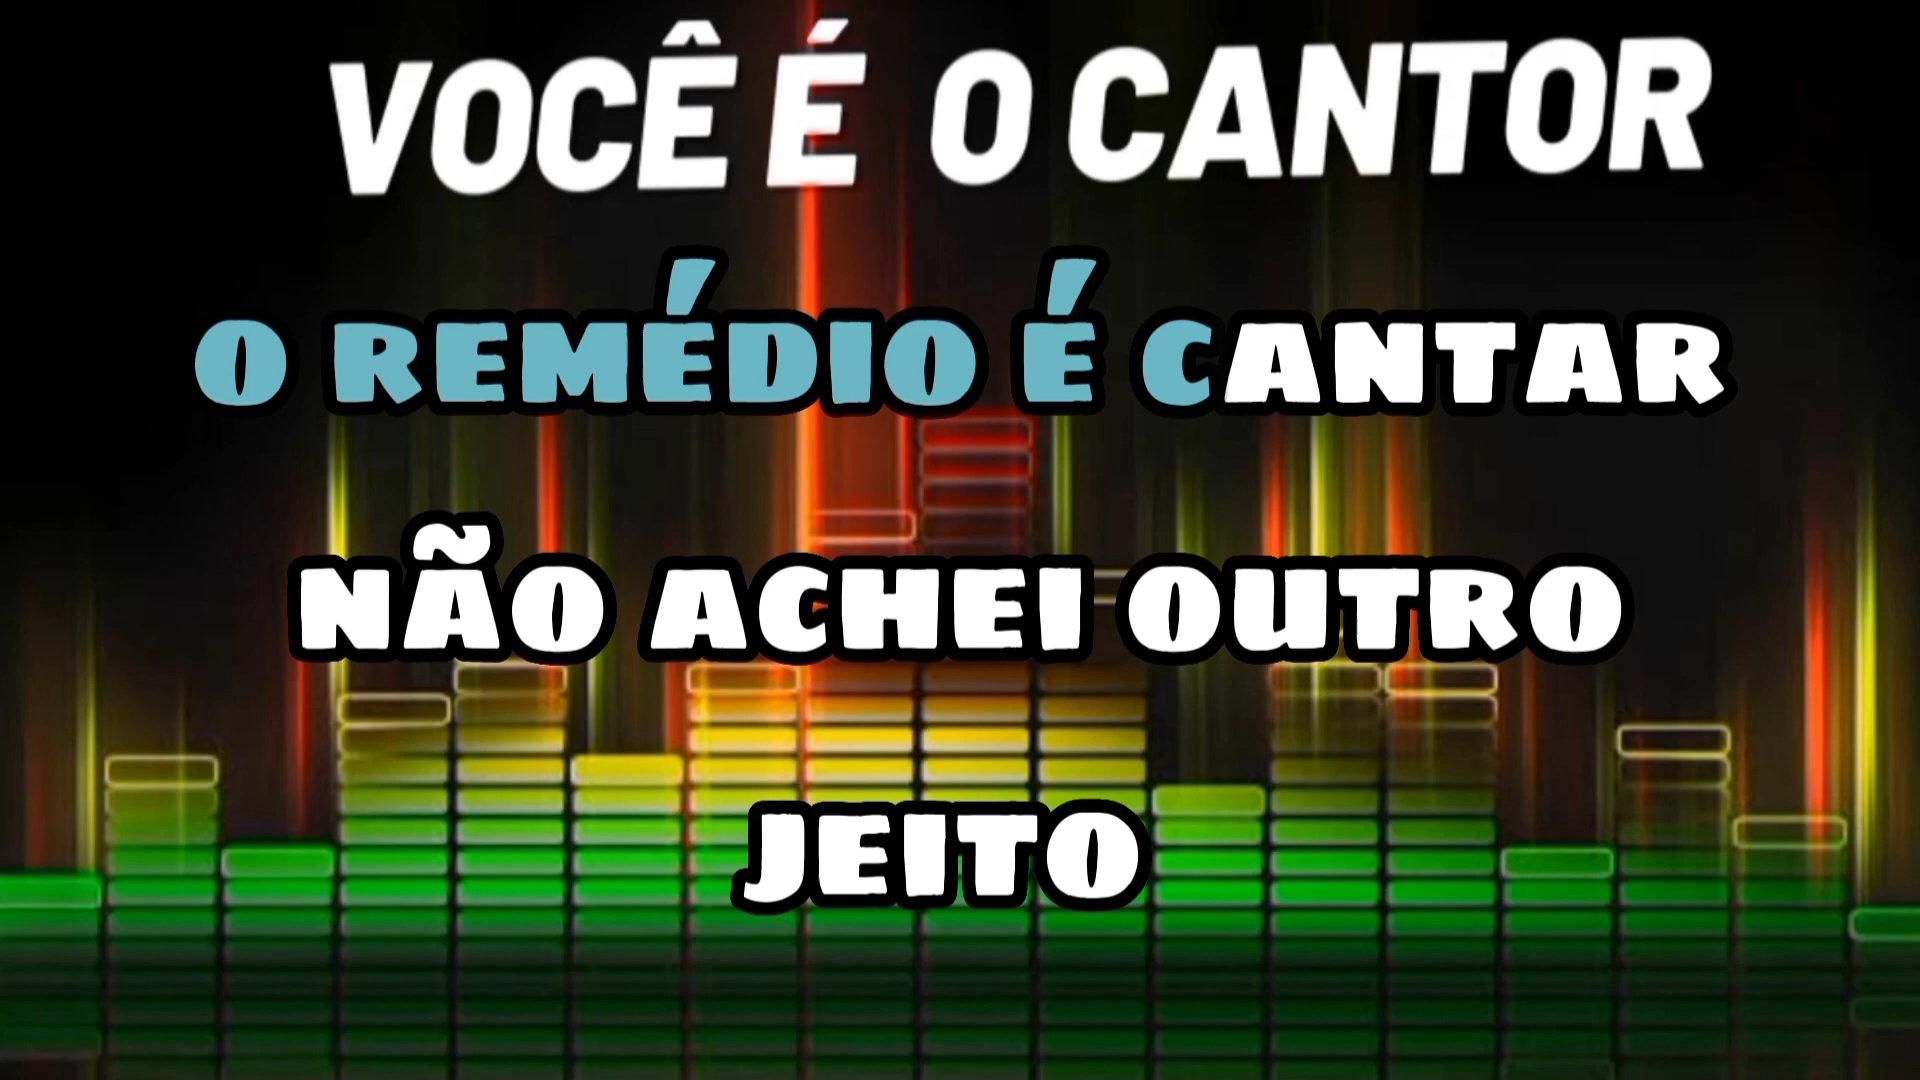 VOCÊ É O CANTOR
O REMÉDIO É CANTAR
NÃO ACHEI OUTRO
JEITO